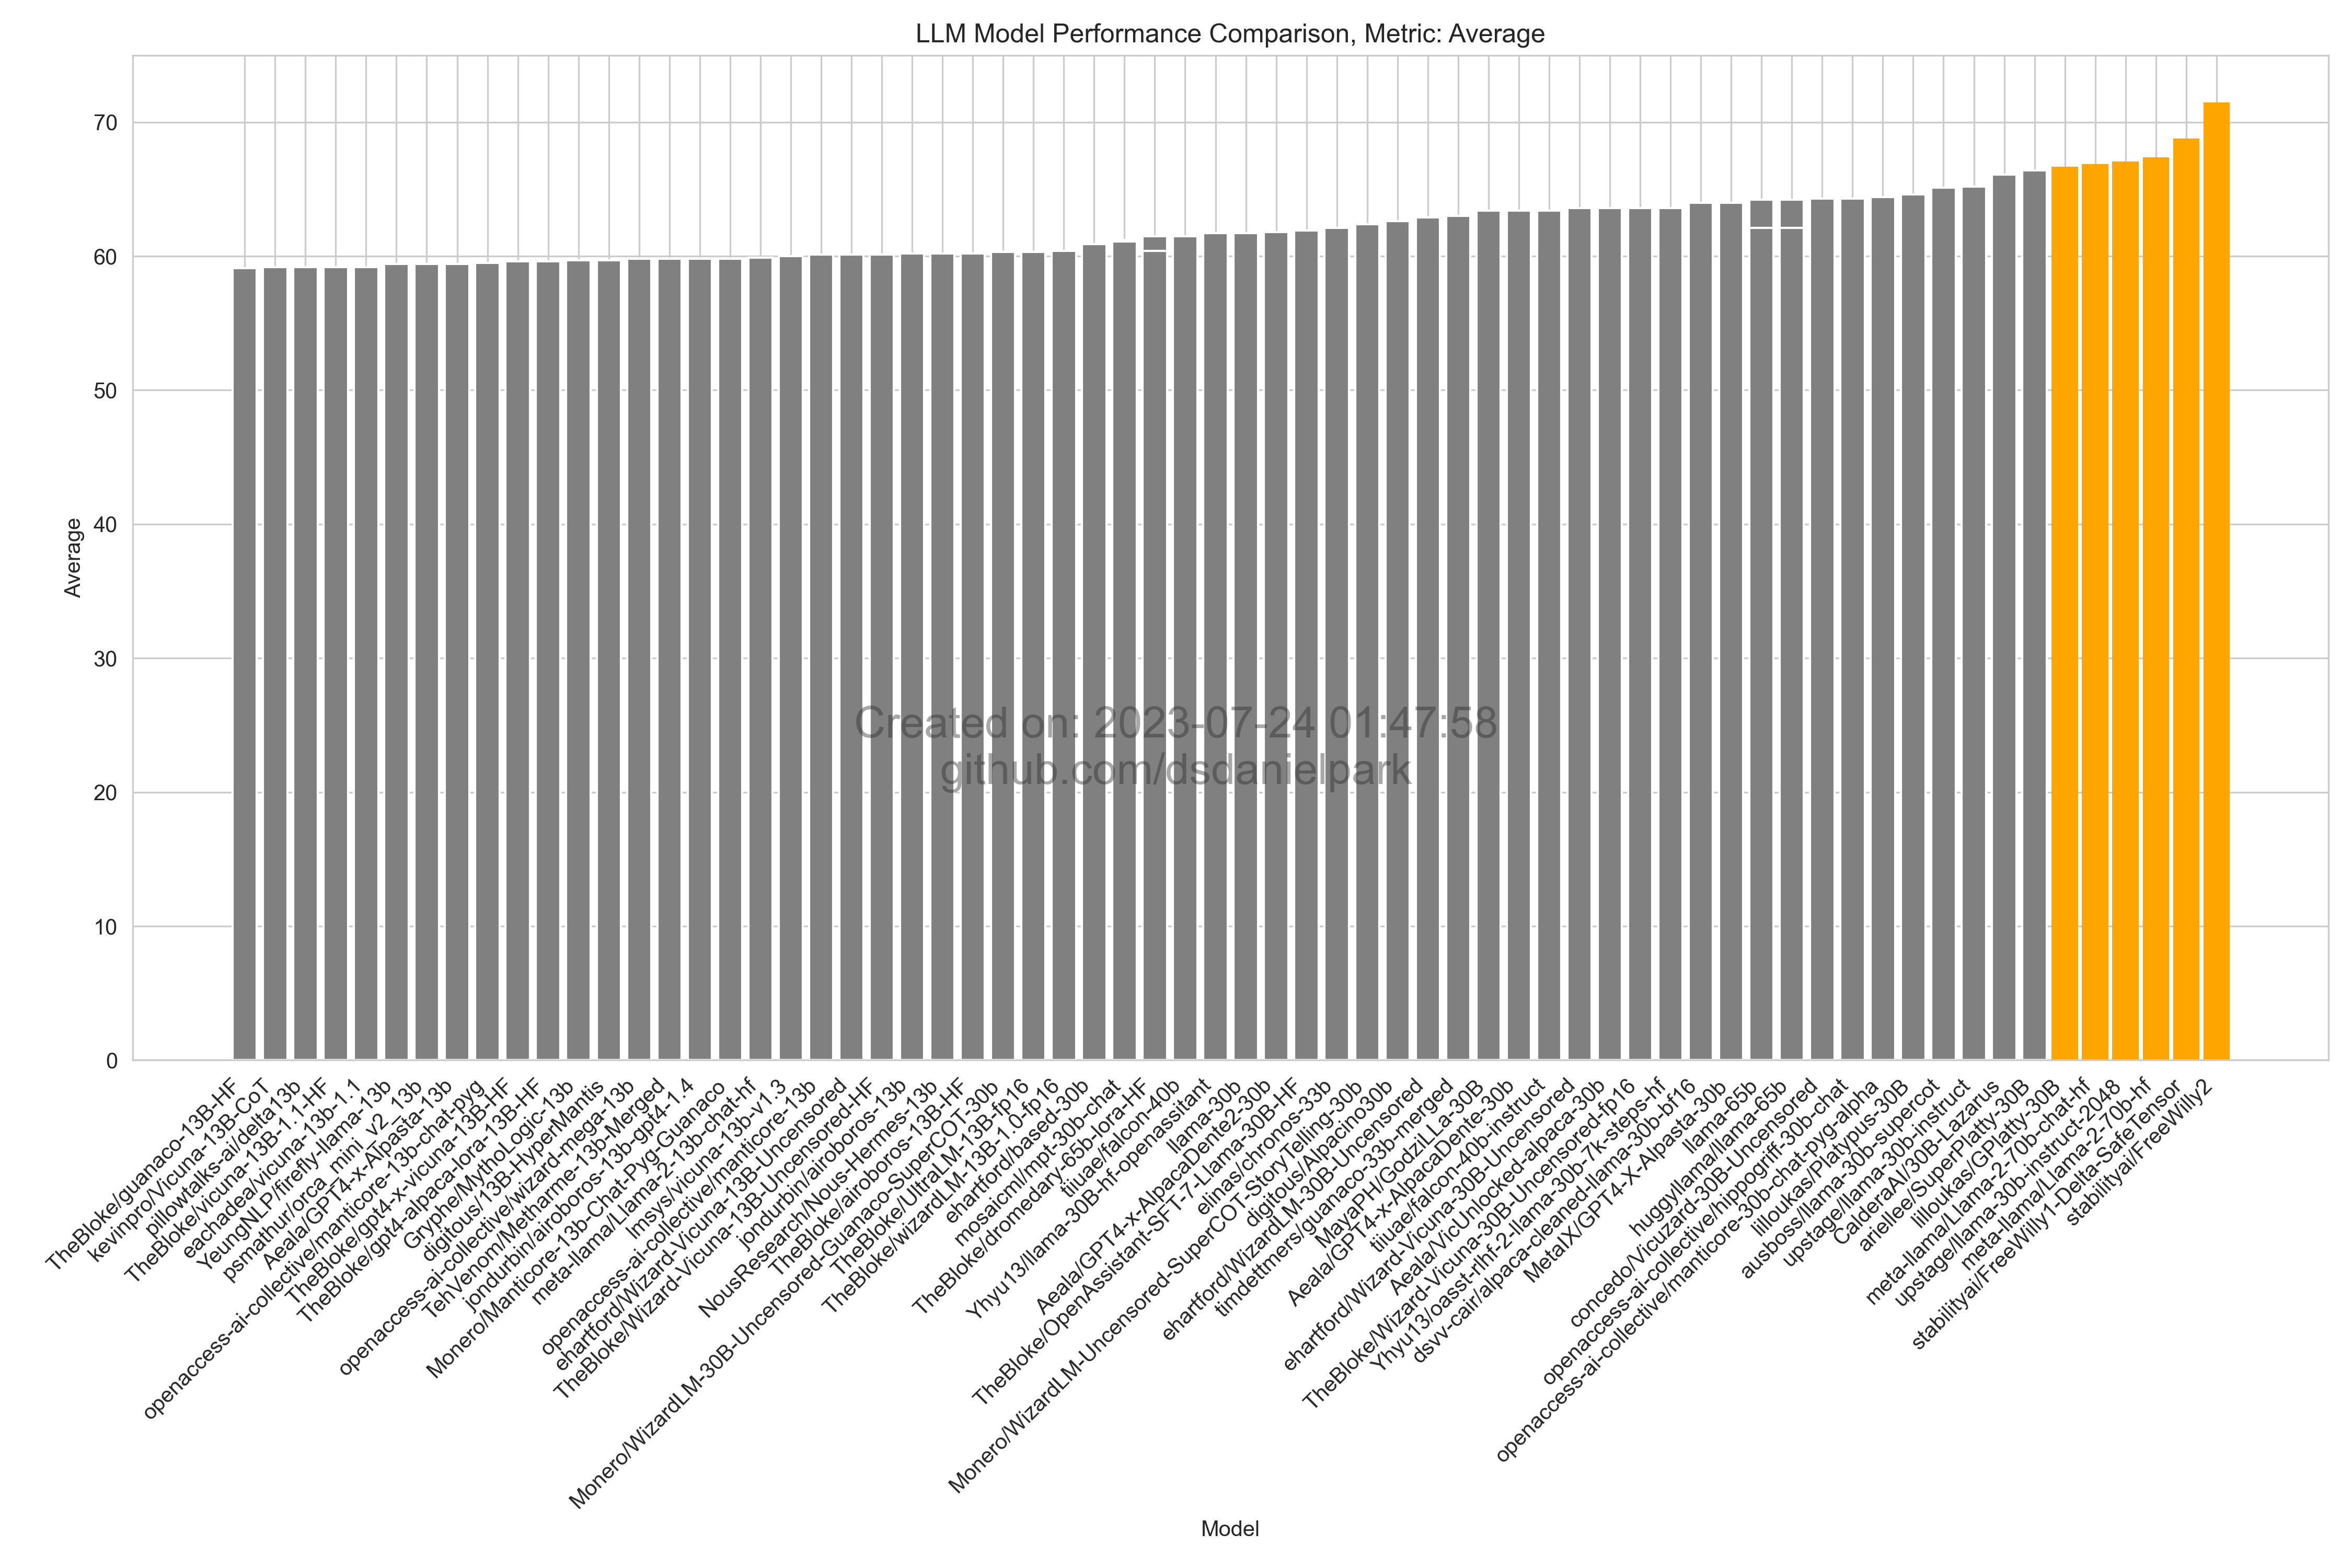 LLM Model Performance Comparison, Metric: Average
70
60
50
40
30
20
10
0
Average
Created on: 2023-07-24 01:47:58
github.com/dsdanielpark
TheBloke/guanaco-13B-HF
kevinpro/Vicuna-13B-CoT
pillowtalks-ai/delta13b
TheBloke/vicuna-13B-1.1-HF
eachadea/vicuna-13b-1.1
YeungNLP/firefly-llama-13b
psmathur/orca_mini_v2_13b
Aeala/GPT4-x-Alpasta-13b
openaccess-ai-collective/manticore-13b-chat-pyg
TheBloke/gpt4-x-vicuna-13B-HF
TheBloke/gpt4-alpaca-lora-13B-HF
Gryphe/MythoLogic-13b
digitous/13B-HyperMantis
openaccess-ai-collective/wizard-mega-13b
TehVenom/Metharme-13b-Merged
jondurbin/airoboros-13b-gpt4-1.4
Monero/Manticore-13b-Chat-Pyg-Guanaco
meta-llama/Llama-2-13b-chat-hf
lmsys/vicuna-13b-v1.3
openaccess-ai-collective/manticore-13b
ehartford/Wizard-Vicuna-13B-Uncensored
TheBloke/Wizard-Vicuna-13B-Uncensored-HF
jondurbin/airoboros-13b
NousResearch/Nous-Hermes-13b
TheBloke/airoboros-13B-HF
Monero/WizardLM-30B-Uncensored-Guanaco-SuperCOT-30b
TheBloke/UltraLM-13B-fp16
TheBloke/wizardLM-13B-1.0-fp16
ehartford/based-30b
mosaicml/mpt-30b-chat
TheBloke/dromedary-65b-lora-HF
tiiuae/falcon-40b
Yhyu13/llama-30B-hf-openassitant
llama-30b
Aeala/GPT4-x-AlpacaDente2-30b
TheBloke/OpenAssistant-SFT-7-Llama-30B-HF
elinas/chronos-33b
Monero/WizardLM-Uncensored-SuperCOT-StoryTelling-30b
digitous/Alpacino30b
ehartford/WizardLM-30B-Uncensored
timdettmers/guanaco-33b-merged
MayaPH/GodziLLa-30B
Aeala/GPT4-x-AlpacaDente-30b
tiiuae/falcon-40b-instruct
ehartford/Wizard-Vicuna-30B-Uncensored
Aeala/VicUnlocked-alpaca-30b
TheBloke/Wizard-Vicuna-30B-Uncensored-fp16
Yhyu13/oasst-rlhf-2-llama-30b-7k-steps-hf
dsvv-cair/alpaca-cleaned-llama-30b-bf16
MetaIX/GPT4-X-Alpasta-30b
llama-65b
huggyllama/llama-65b
concedo/Vicuzard-30B-Uncensored
openaccess-ai-collective/hippogriff-30b-chat
openaccess-ai-collective/manticore-30b-chat-pyg-alpha
lilloukas/Platypus-30B
ausboss/llama-30b-supercot
upstage/llama-30b-instruct
CalderaAI/30B-Lazarus
ariellee/SuperPlatty-30B
lilloukas/GPlatty-30B
meta-llama/Llama-2-70b-chat-hf
upstage/llama-30b-instruct-2048
meta-llama/Llama-2-70b-hf
stabilityai/FreeWilly1-Delta-SafeTensor
stabilityai/FreeWilly2
Model